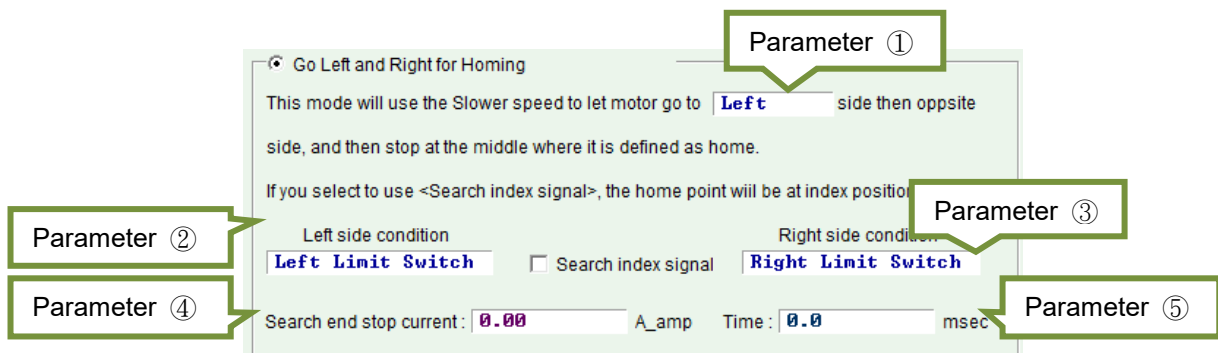 Parameter ①
Go Left and Right for Homing
This mode will use the Slower speed to let motor go to Left side then oppsite
side, and then stop at the middle where it is defined as home.
If you select to use <Search index signal>, the home point wiil be at index position
Parameter ③
Parameter ②
Left side condition Right side condition
Left Limit Switch Search index signal Right Limit Switch
Parameter ④
Parameter ⑤
Search end stop current : 0.00 A_amp Time : 0.0 msec